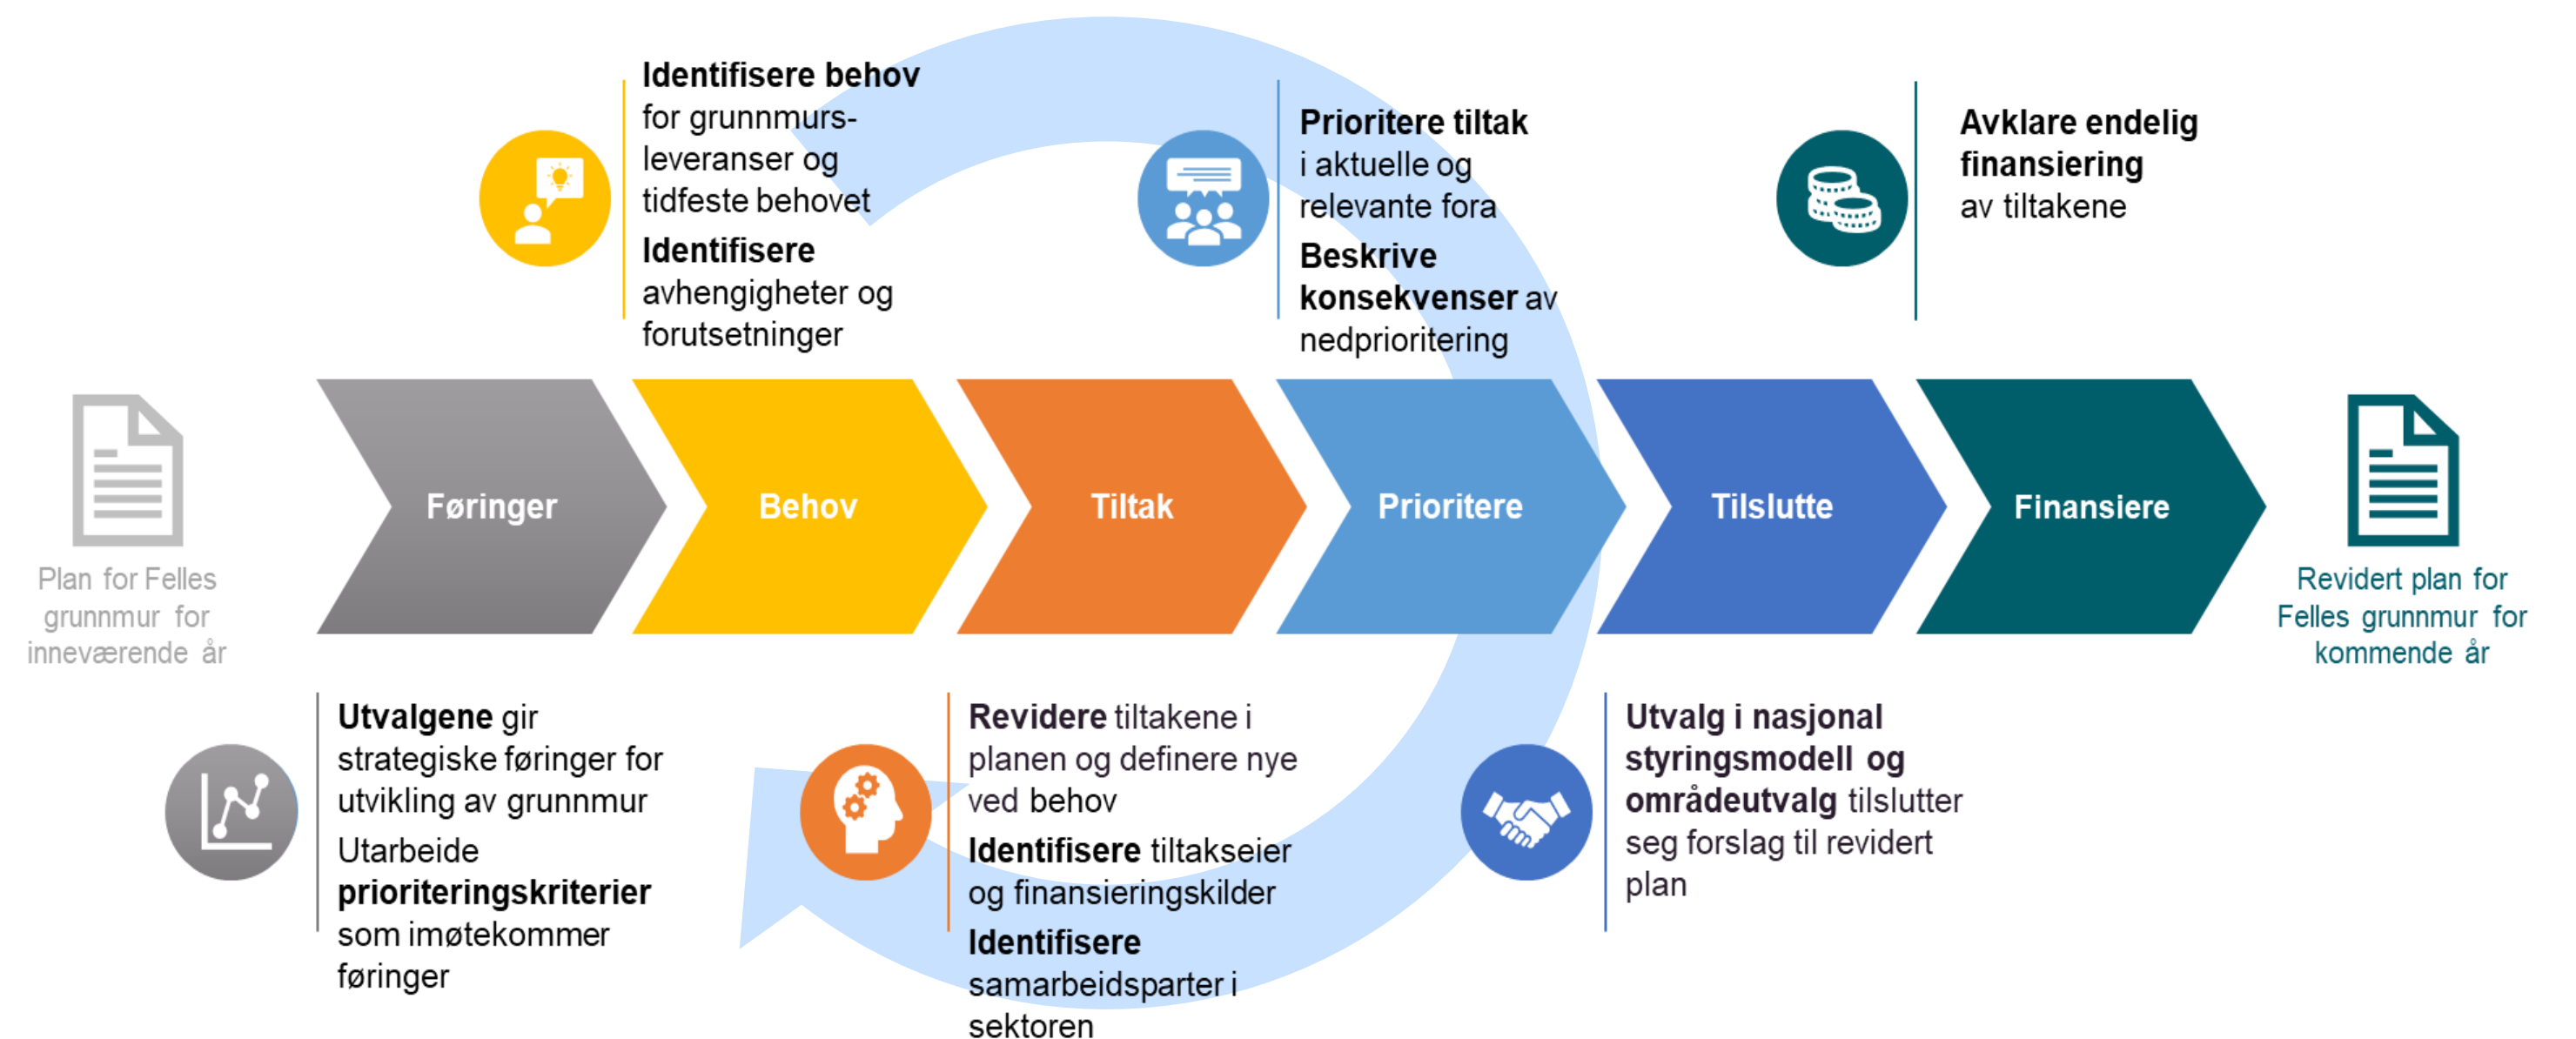 Identifisere behov
for grunnmurs-
leveranser og
tidfeste behovet
Identifisere
avhengigheter og
forutsetninger
Prioritere tiltak
i aktuelle og
relevante fora
Beskrive
konsekvenser av
nedprioritering
Avklare endelig
finansiering
av tiltakene
Plan for Felles
grunnmur for
inneværende år
Føringer
Behov
Tiltak
Prioritere
Tilslutte
Finansiere
Revidert plan for
Felles grunnmur for
kommende år
Utvalgene gir
strategiske føringer for
utvikling av grunnmur
Utarbeide
prioriteringskriterier
som imøtekommer
føringer
Revidere tiltakene i
planen og definere nye
ved behov
Identifisere tiltakseier
og finansieringskilder
Identifisere
samarbeidsparter i
sektoren
Utvalg i nasjonal
styringsmodell og
områdeutvalg tilslutter
seg forslag til revidert
plan